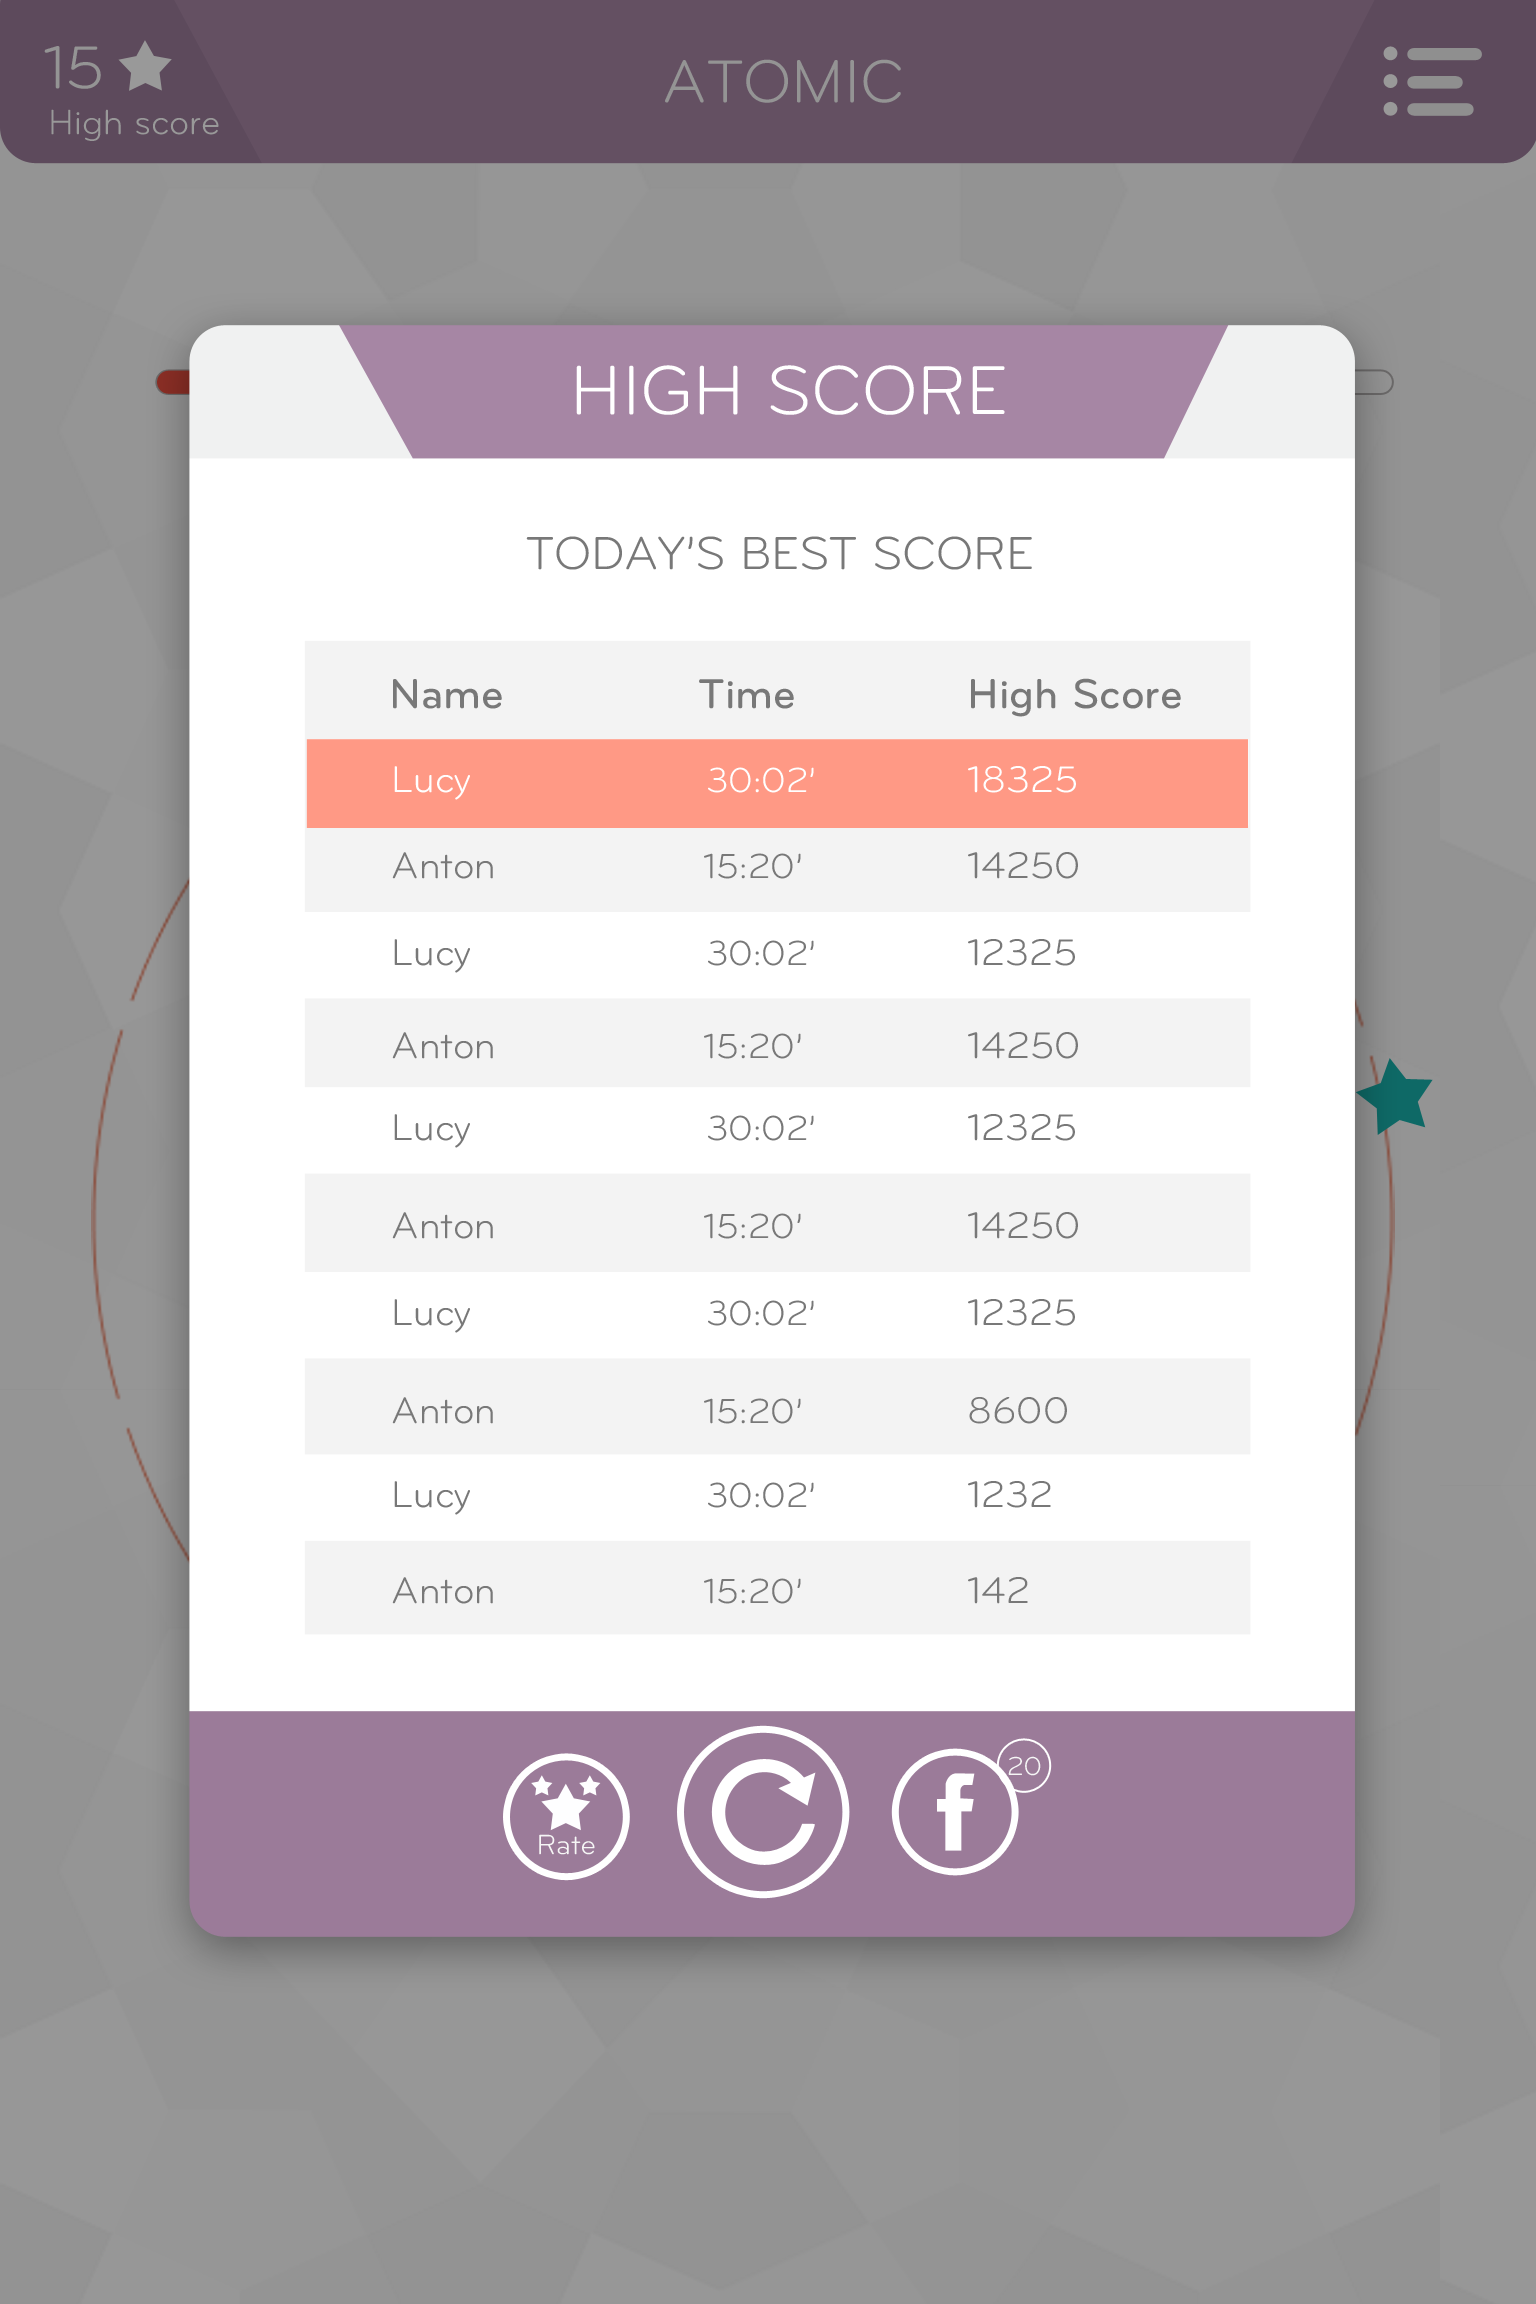 15
High score
ATOMIC
HIGH SCORE
TODAY'S BEST SCORE
Name Time High Score
Lucy 30:02' 18325
Anton 15:20' 14250
Lucy 30:02' 12325
Anton 15:20' 14250
Lucy 30:02' 12325
Anton 15:20' 14250
Lucy 30:02' 12325
Anton 15:20' 8600
Lucy 30:02' 1232
Anton 15:20' 142
Rate
f
20